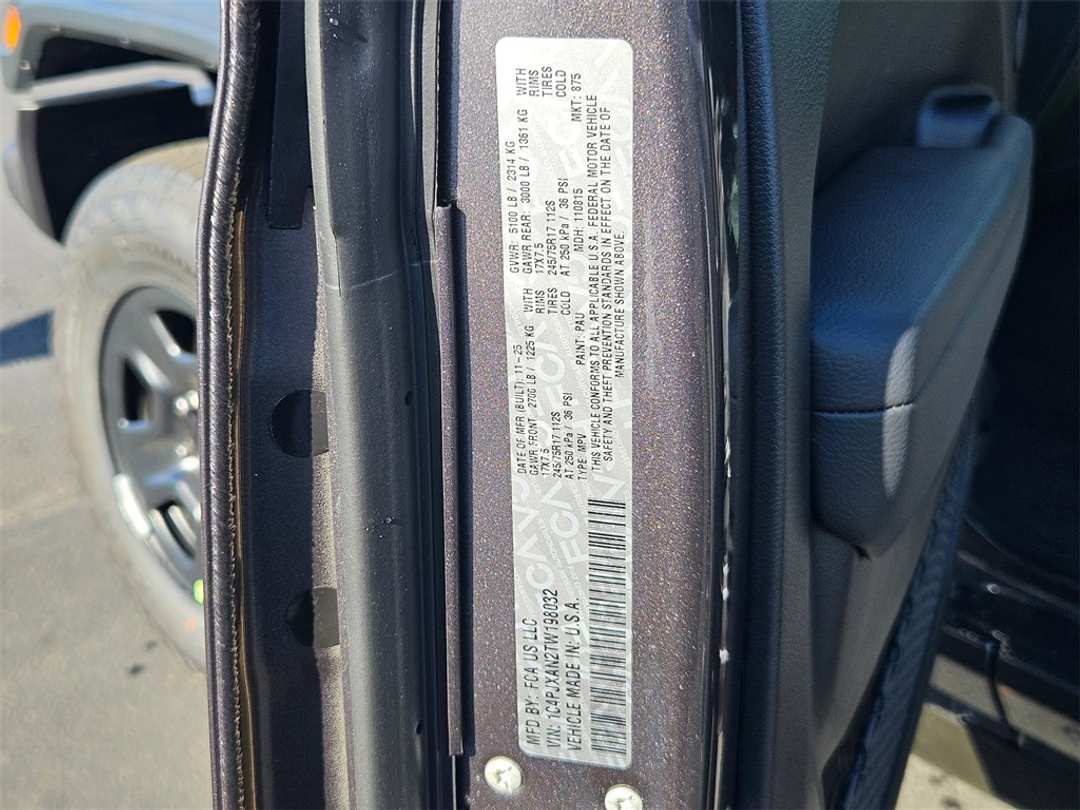 MFD BY: FCA US LLC
DATE OF MFR (BUILT): 11-25
GVWR: 5100 LB / 2314 KG
GAWR FRONT: 2700 LB / 1225 KG WITH
GAWR REAR: 3000 LB / 1361 KG WITH
17X7.5 RIMS
17X7.5 RIMS
245/75R17 112S TIRES
245/75R17 112S TIRES
AT 250 kPa / 36 PSI COLD
AT 250 kPa / 36 PSI COLD
VIN: 1C4PJXAN2TW198032
TYPE: MPV
PAINT: PAU
MDH: 110815
MKT: 875
VEHICLE MADE IN: U.S.A.
THIS VEHICLE CONFORMS TO ALL APPLICABLE U.S.A. FEDERAL MOTOR VEHICLE
SAFETY AND THEFT PREVENTION STANDARDS IN EFFECT ON THE DATE OF
MANUFACTURE SHOWN ABOVE.